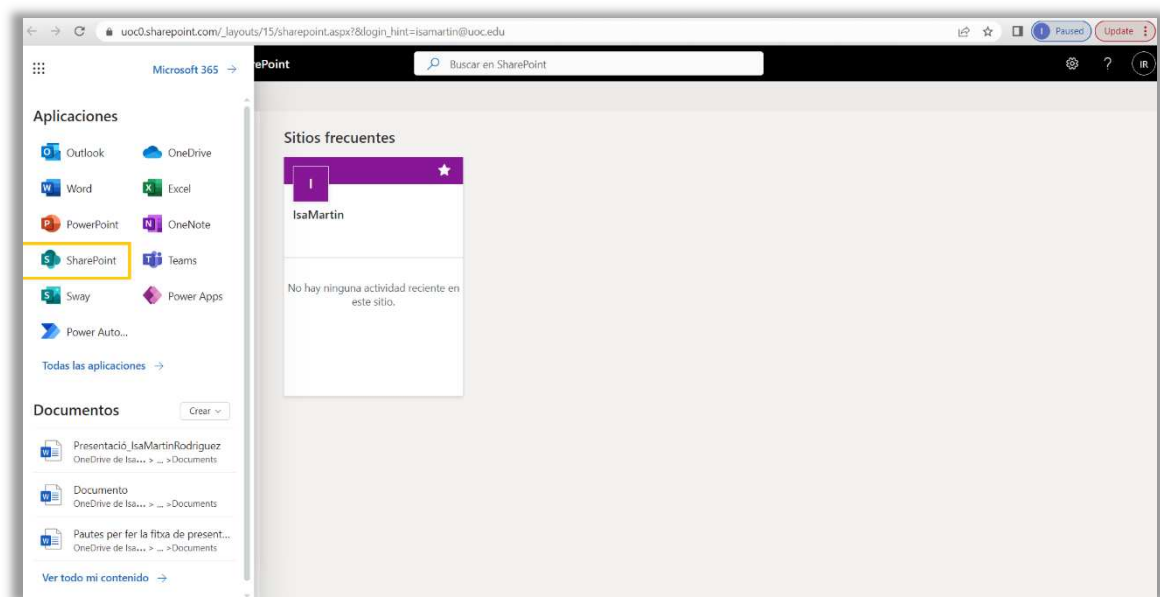 uoc0.sharepoint.com/_layouts/15/sharepoint.aspx?&login_hint=isamartin@uoc.edu
I Paused
Update
Microsoft 365 →
ePoint
Buscar en SharePoint
?
IR
Aplicaciones
Outlook
OneDrive
Word
Excel
PowerPoint
OneNote
SharePoint
Teams
Sway
Power Apps
Power Auto...
Todas las aplicaciones →
Documentos
Crear
Presentació_IsaMartinRodriguez
OneDrive de Isa... > ... >Documents
Documento
OneDrive de Isa... > ... >Documents
Pautes per fer la fitxa de present...
OneDrive de Isa... > ... >Documents
Ver todo mi contenido →
Sitios frecuentes
I
IsaMartin
No hay ninguna actividad reciente en
este sitio.